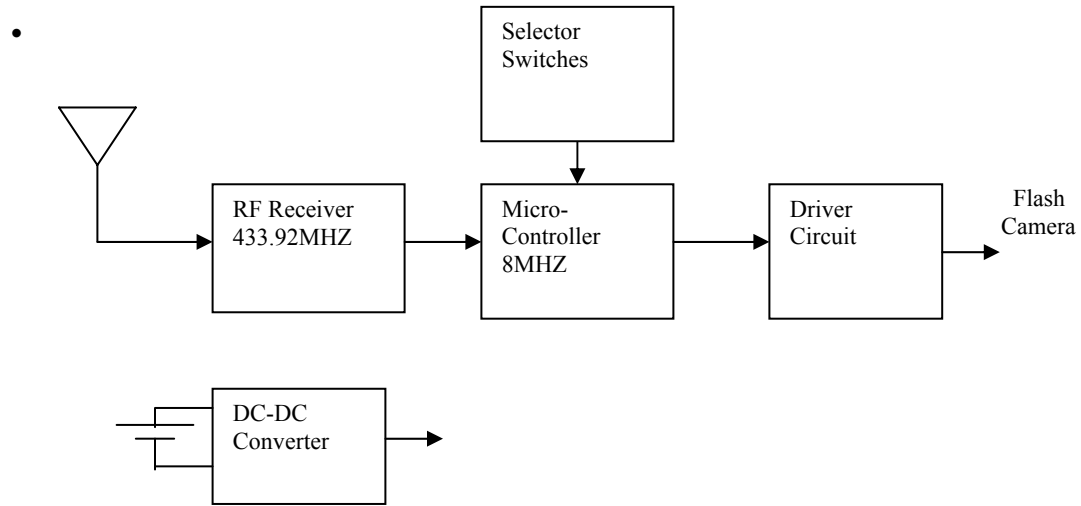 •
Selector
Switches
RF Receiver
433.92MHZ
Micro-
Controller
8MHZ
Driver
Circuit
Flash
Camera
DC-DC
Converter